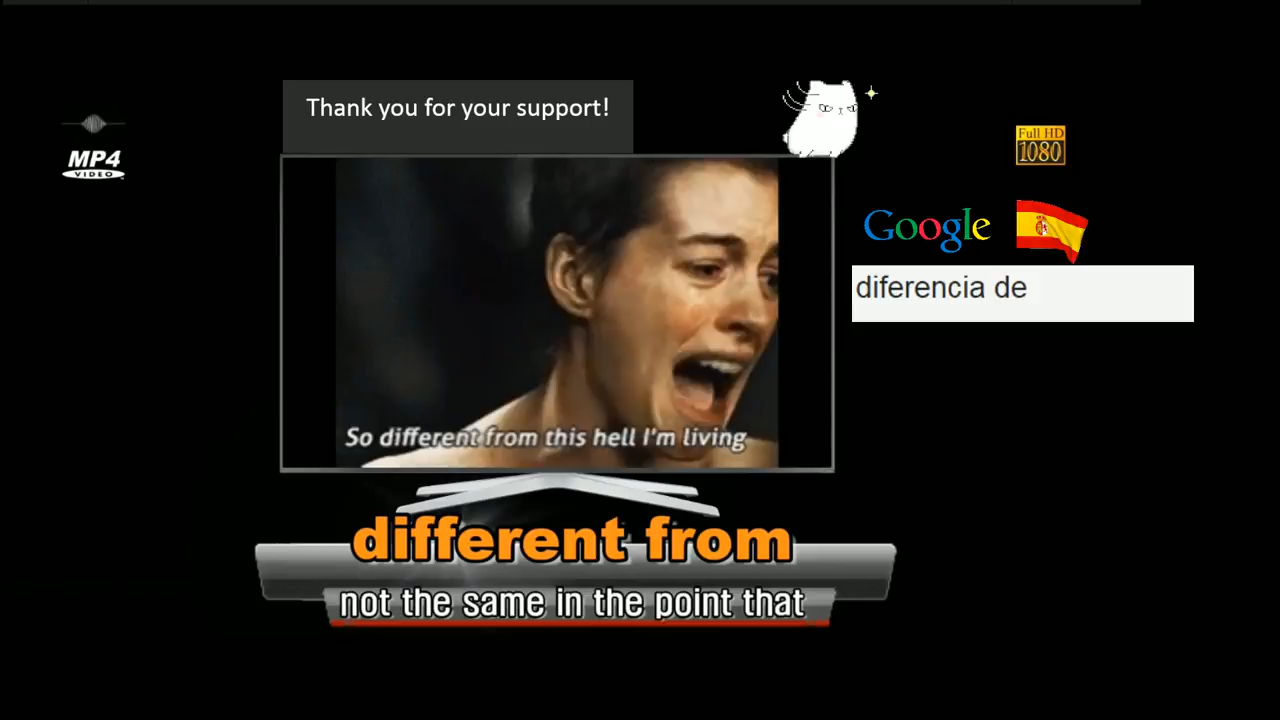 Thank you for your support!
MP4
VIDEO
Full HD
1080
Google
diferencia de
So different from this hell I'm living
different from
not the same in the point that